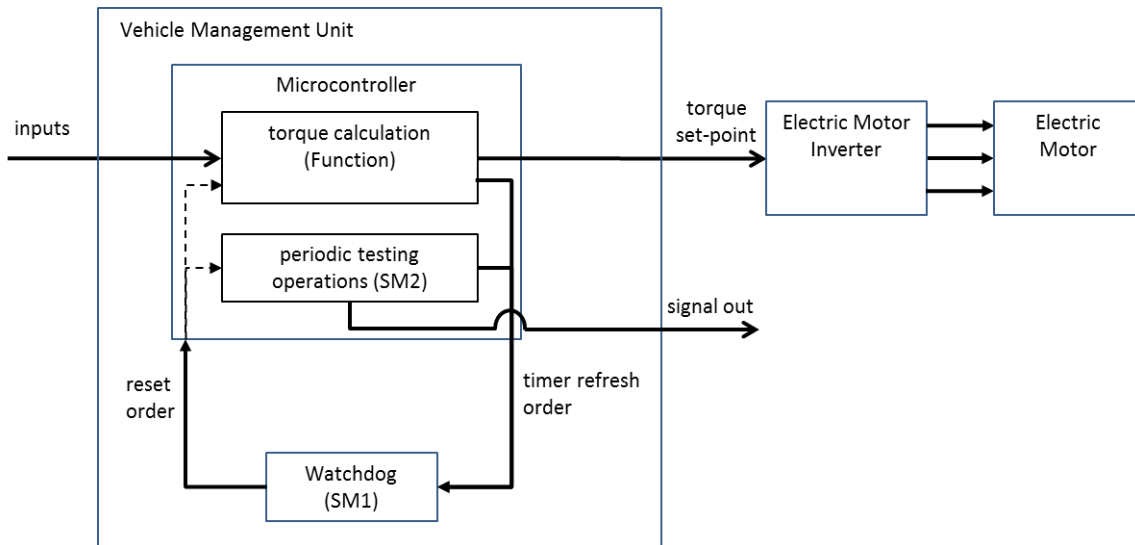 Vehicle Management Unit
Microcontroller
inputs
torque calculation
(Function)
torque
set-point
Electric Motor
Inverter
Electric
Motor
periodic testing
operations (SM2)
signal out
reset
order
timer refresh
order
Watchdog
(SM1)